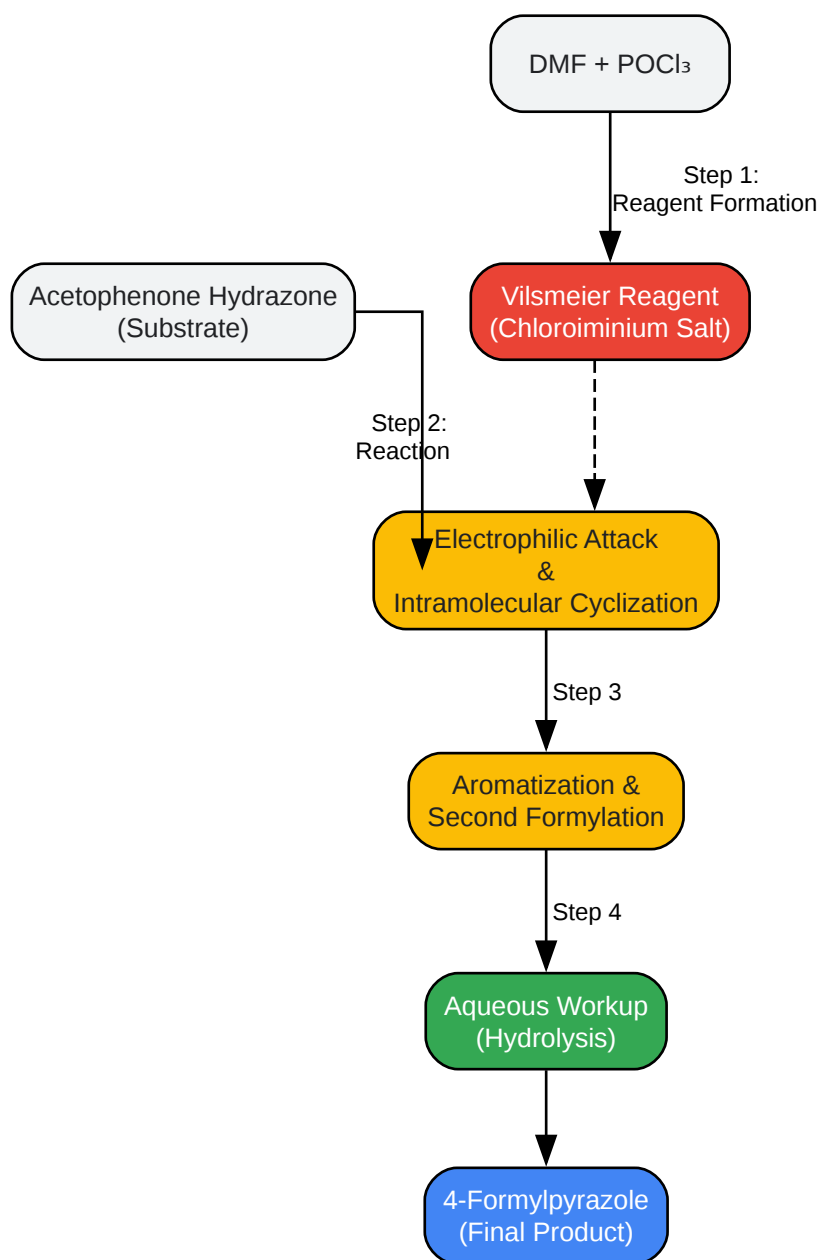 DMF + POCl₃
Step 1:
Reagent Formation
Acetophenone Hydrazone
(Substrate)
Vilsmeier Reagent
(Chloroiminium Salt)
Step 2:
Reaction
Electrophilic Attack
&
Intramolecular Cyclization
Step 3
Aromatization &
Second Formylation
Step 4
Aqueous Workup
(Hydrolysis)
4-Formylpyrazole
(Final Product)